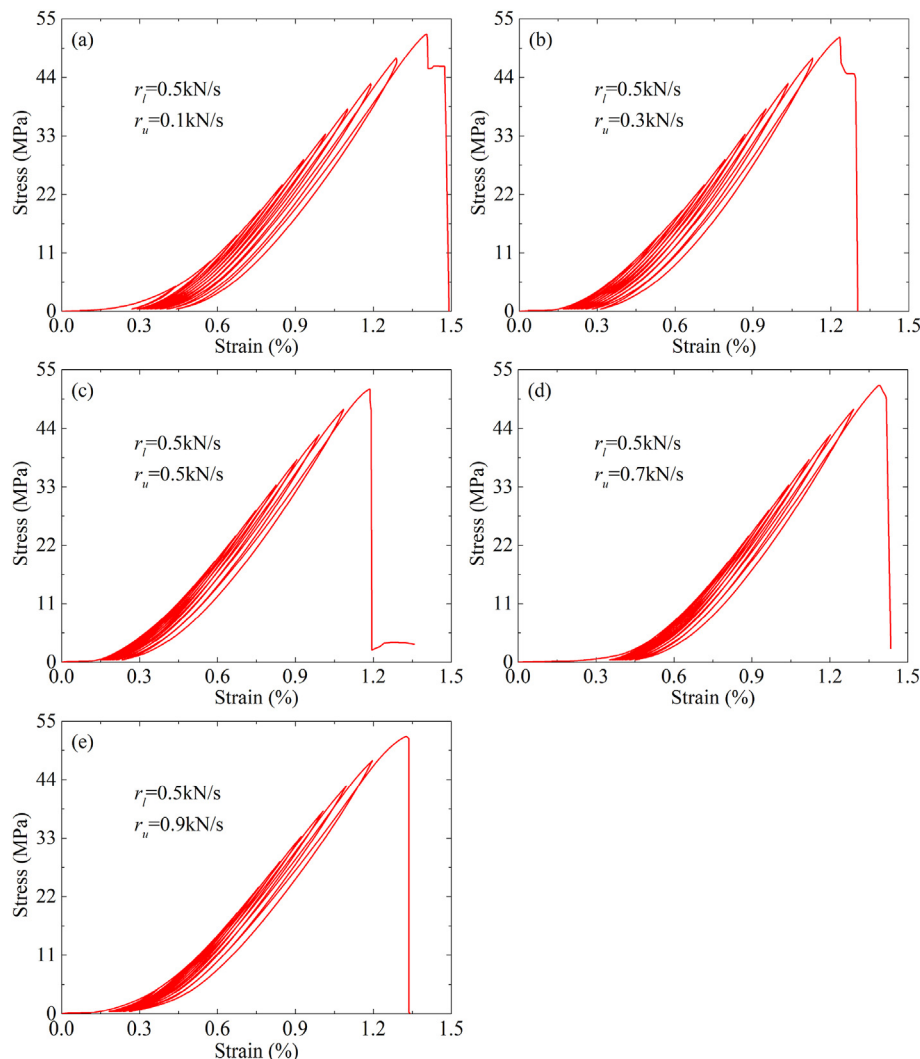 55
(a)
44
r_l=0.5kN/s
33
r_u=0.1kN/s
22
11
0
Stress (MPa)
0.0 0.3 0.6 0.9 1.2 1.5
Strain (%)
55
(b)
44
r_l=0.5kN/s
33
r_u=0.3kN/s
22
11
0
Stress (MPa)
0.0 0.3 0.6 0.9 1.2 1.5
Strain (%)
55
(c)
44
r_l=0.5kN/s
33
r_u=0.5kN/s
22
11
0
Stress (MPa)
0.0 0.3 0.6 0.9 1.2 1.5
Strain (%)
55
(d)
44
r_l=0.5kN/s
33
r_u=0.7kN/s
22
11
0
Stress (MPa)
0.0 0.3 0.6 0.9 1.2 1.5
Strain (%)
55
(e)
44
r_l=0.5kN/s
33
r_u=0.9kN/s
22
11
0
Stress (MPa)
0.0 0.3 0.6 0.9 1.2 1.5
Strain (%)